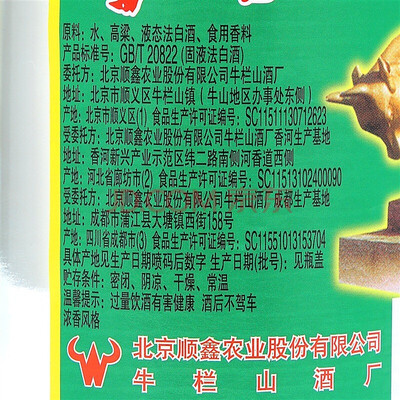 原料：水、高粱、液态法白酒、食用香料
产品标准号：GB/T 20822 (固液法白酒)
委托方：北京顺鑫农业股份有限公司牛栏山酒厂
地址：北京市顺义区牛栏山镇（牛山地区办事处东侧）
产地：北京市顺义区(1) 食品生产许可证编号：SC11511130712623
受委托方：北京顺鑫农业股份有限公司牛栏山酒厂香河生产基地
地址：香河新兴产业示范区纬二路南侧河香道西侧
产地：河北省廊坊市(2) 食品生产许可证编号：SC11513102400090
受委托方：北京顺鑫农业股份有限公司牛栏山酒厂成都生产基地
地址：成都市蒲江县大塘镇西街158号
产地：四川省成都市(3) 食品生产许可证编号：SC11551013153704
具体产地见生产日期喷码后数字 生产日期(批号)：见瓶盖
贮存条件：密闭、阴凉、干燥、常温
温馨提示：过量饮酒有害健康 酒后不驾车
浓香风格
北京顺鑫农业股份有限公司
牛栏山酒厂